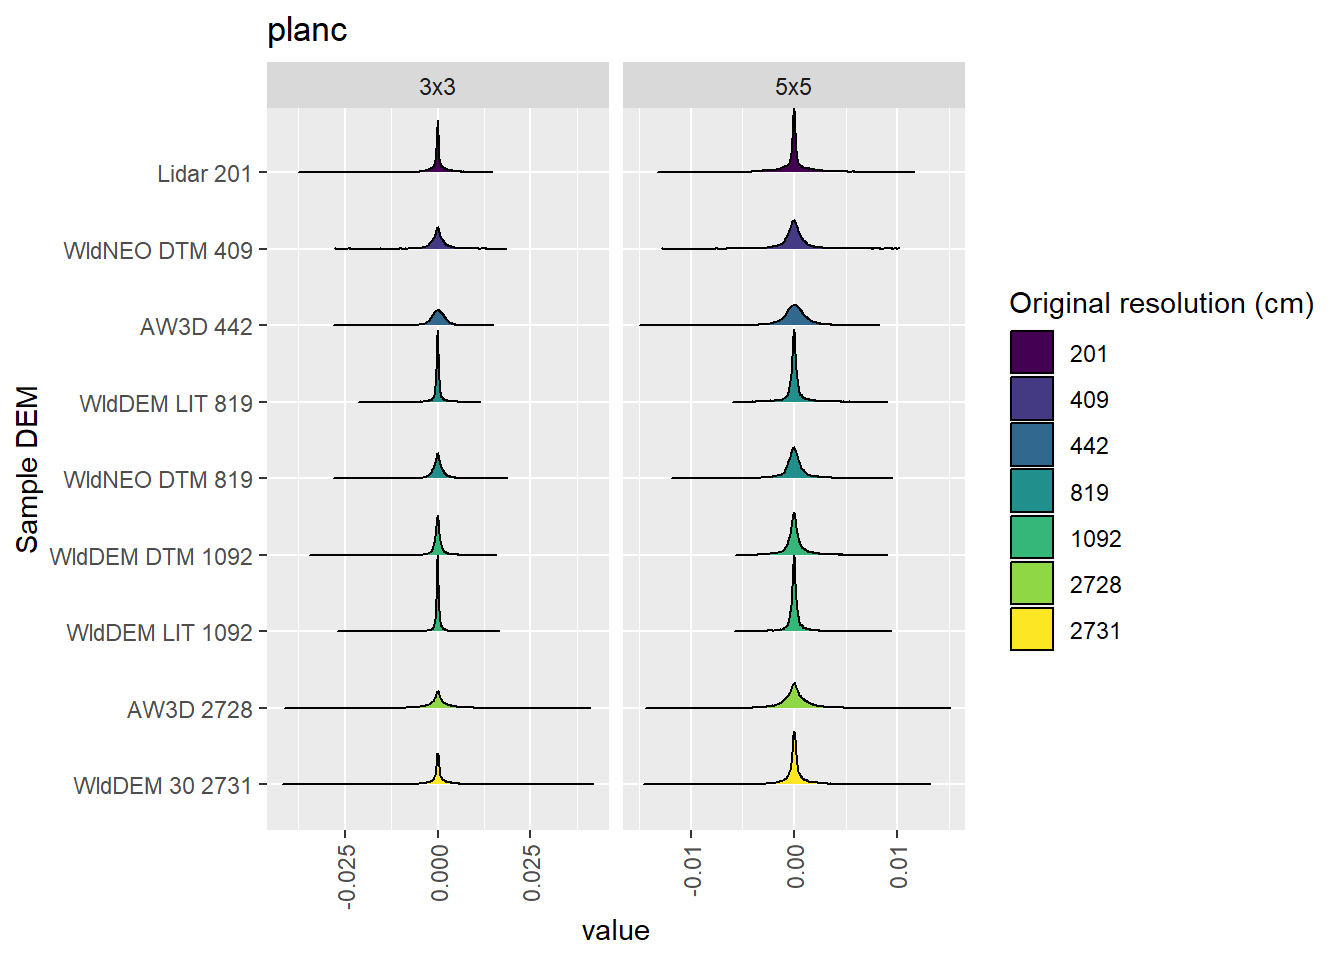 planc
3x3
5x5
Lidar 201
WldNEO DTM 409
AW3D 442
WldDEM LIT 819
WldNEO DTM 819
WldDEM DTM 1092
WldDEM LIT 1092
AW3D 2728
WldDEM 30 2731
Sample DEM
-0.025
0.000
0.025
-0.01
0.00
0.01
value
Original resolution (cm)
201
409
442
819
1092
2728
2731